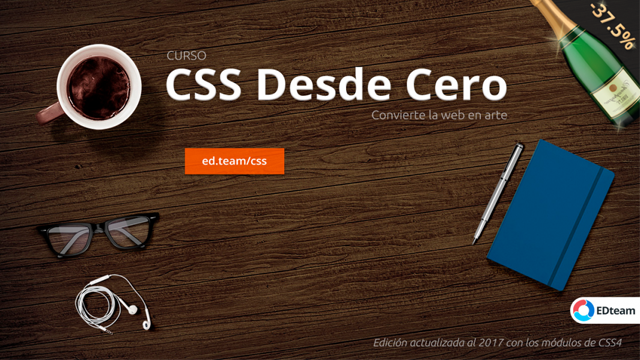 -37.5%
CURSO
CSS Desde Cero
Convierte la web en arte
ed.team/css
EDteam
Edición actualizada al 2017 con los módulos de CSS4